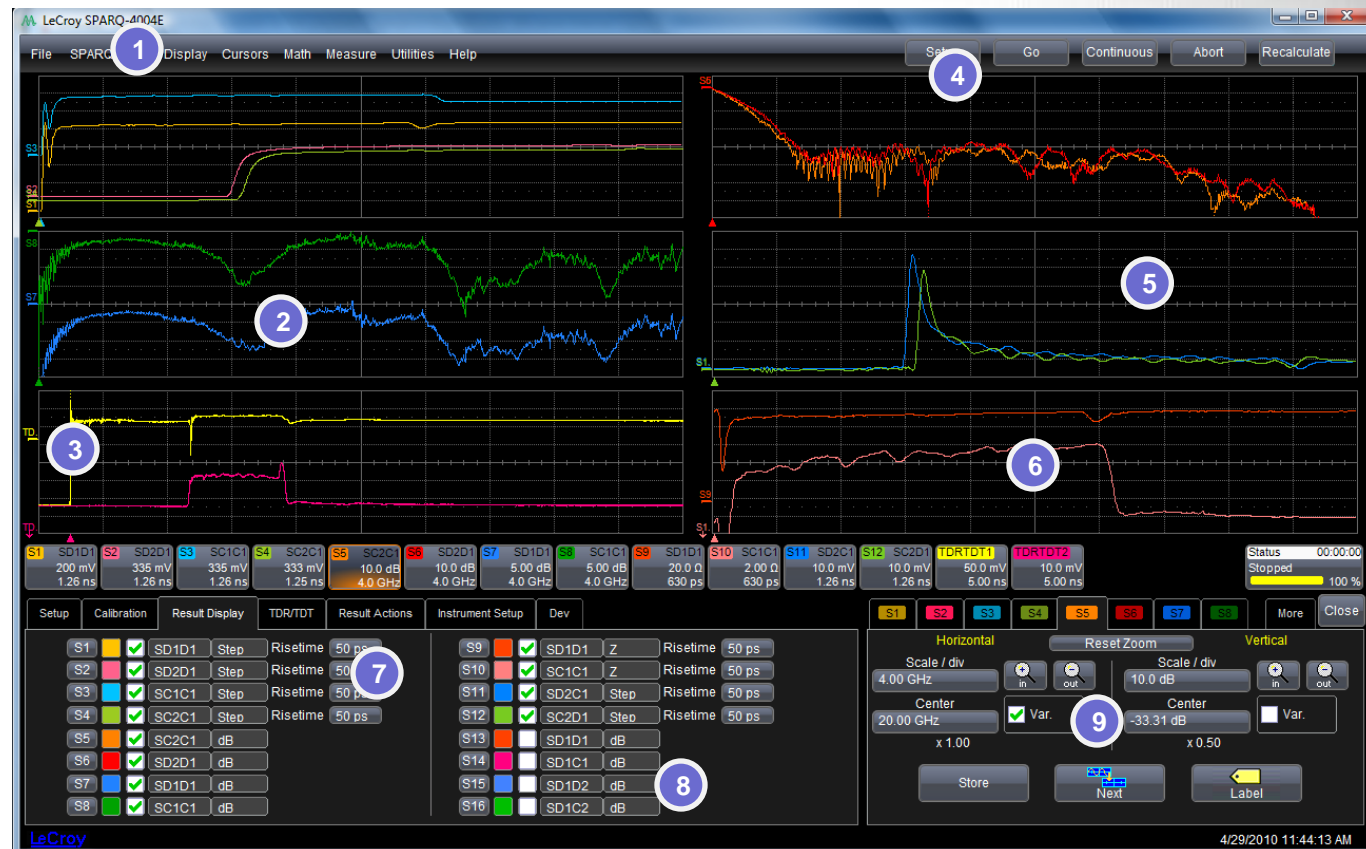 LeCroy SPARQ-4004E
File SPARQ 1 Display Cursors Math Measure Utilities Help
4 Go Continuous Abort Recalculate
S3
S2
S1
S6
S8
S7
2
S1.
5
TD.
TD.
3
S9
S1.
6
S1 SD1D1 S2 SD2D1 S3 SC1C1 S4 SC2C1 S5 SC2C1 S6 SD2D1 S7 SD1D1 S8 SC1C1 S9 SD1D1 S10 SC1C1 S11 SD2C1 S12 SC2D1 TDRTDT1 TDRTDT2 Status 00:00:00
200 mV 335 mV 336 mV 333 mV 10.0 dB 10.0 dB 5.00 dB 5.00 dB 20.0 Ω 2.00 Ω 10.0 mV 10.0 mV 50.0 mV 10.0 mV Stopped
1.26 ns 1.26 ns 1.26 ns 1.25 ns 4.0 GHz 4.0 GHz 4.0 GHz 4.0 GHz 630 ps 630 ps 1.26 ns 1.26 ns 5.00 ns 5.00 ns 100 %
Setup Calibration Result Display TDR/TDT Result Actions Instrument Setup Dev
S1 SD1D1 Step Risetime 50 ps
S2 SD2D1 Step Risetime 50
S3 SC1C1 Step Risetime 50 ps
S4 SC2C1 Step Risetime 50 ps
S5 SC2C1 dB
S6 SD2D1 dB
S7 SD1D1 dB
S8 SC1C1 dB
7
S9 SD1D1 Z Risetime 50 ps
S10 SC1C1 Z Risetime 50 ps
S11 SD2C1 Step Risetime 50 ps
S12 SC2D1 Step Risetime 50 ps
S13 SD1D1 dB
S14 SD1C1 dB
S15 SD1D2 dB
S16 SD1C2 dB
8
S1 S2 S3 S4 S5 S6 S7 S8 More Close
Horizontal Reset Zoom Vertical
Scale / div Scale / div
4.00 GHz in out 10.0 dB in out
Center Center
20.00 GHz Var. 9 -33.31 dB Var.
x 1.00 x 0.50
Store Next Label
LeCroy 4/29/2010 11:44:13 AM